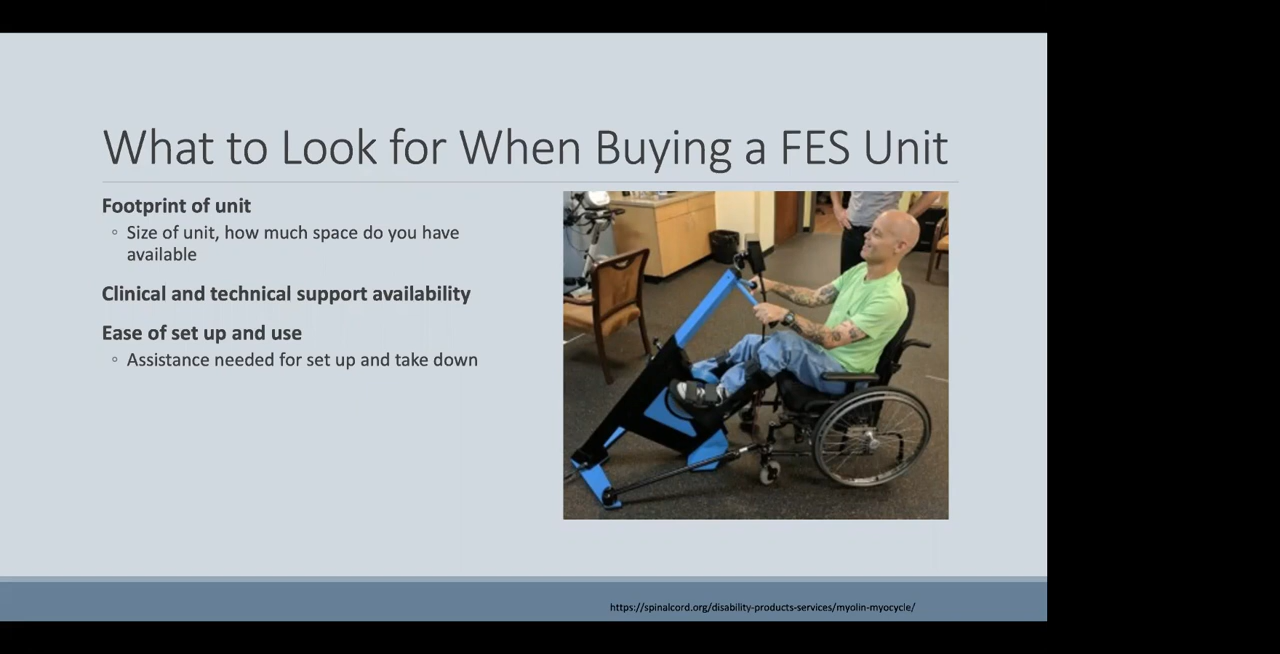 What to Look for When Buying a FES Unit
Footprint of unit
◦ Size of unit, how much space do you have
available
Clinical and technical support availability
Ease of set up and use
◦ Assistance needed for set up and take down
https://spinalcord.org/disability-products-services/myolin-myocycle/